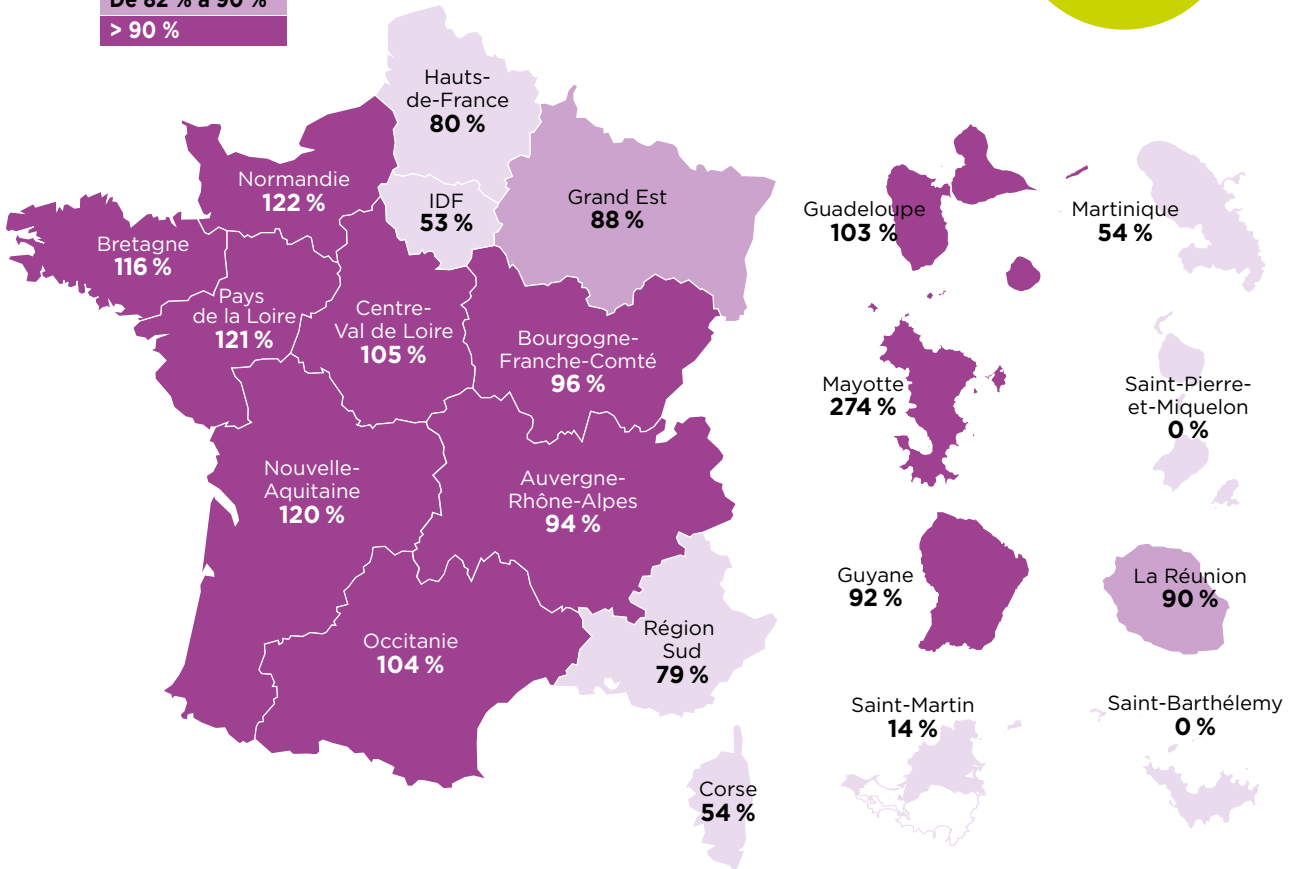 De 82 % à 90 %
> 90 %
Hauts-
de-France
80 %
Normandie
122 %
IDF
53 %
Grand Est
88 %
Bretagne
116 %
Pays
de la Loire
121 %
Centre-
Val de Loire
105 %
Bourgogne-
Franche-Comté
96 %
Nouvelle-
Aquitaine
120 %
Auvergne-
Rhône-Alpes
94 %
Occitanie
104 %
Région
Sud
79 %
Corse
54 %
Guadeloupe
103 %
Martinique
54 %
Mayotte
274 %
Saint-Pierre-
et-Miquelon
0 %
Guyane
92 %
La Réunion
90 %
Saint-Martin
14 %
Saint-Barthélemy
0 %